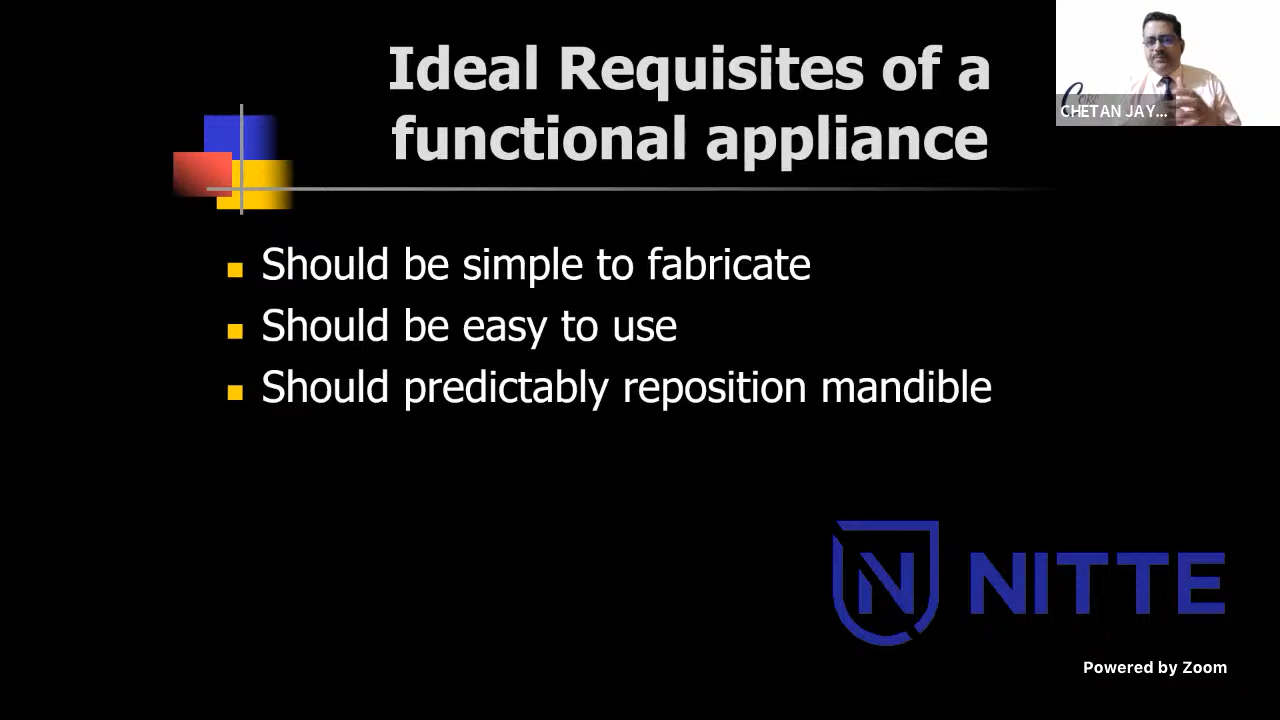 Ideal Requisites of a
functional appliance
CHETAN JAY...
Should be simple to fabricate
Should be easy to use
Should predictably reposition mandible
N NITTE
Powered by Zoom